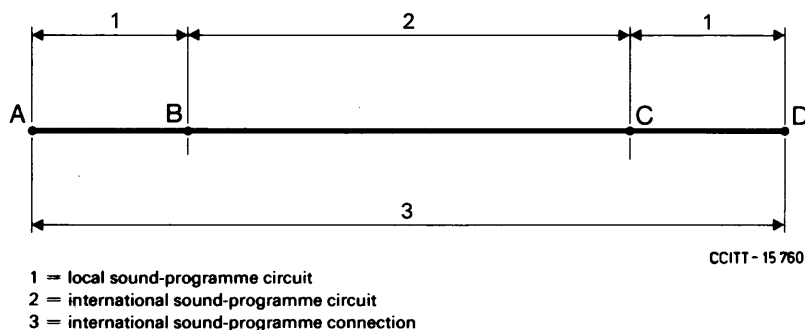 1 2 1
A B C D
3
CCITT - 15 760
1 = local sound-programme circuit
2 = international sound-programme circuit
3 = international sound-programme connection